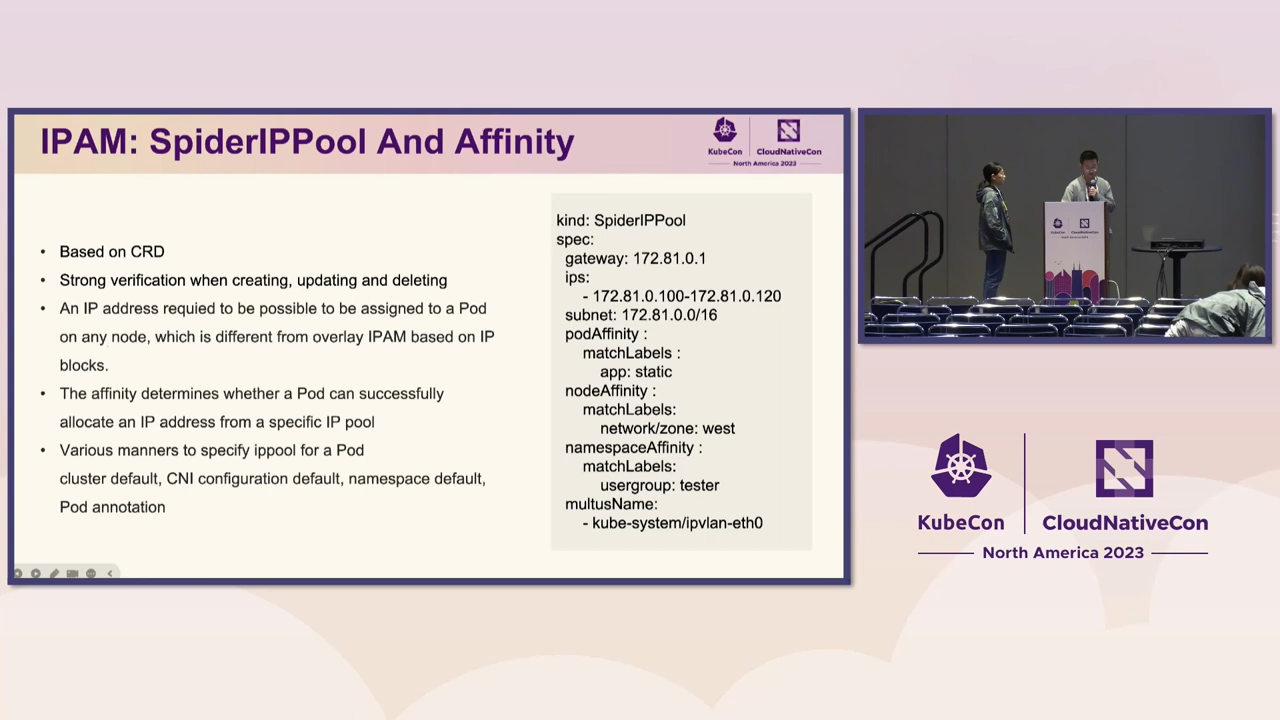 IPAM: SpiderIPPool And Affinity
KubeCon
CloudNativeCon
North America 2023
• Based on CRD
• Strong verification when creating, updating and deleting
• An IP address requied to be possible to be assigned to a Pod
on any node, which is different from overlay IPAM based on IP
blocks.
• The affinity determines whether a Pod can successfully
allocate an IP address from a specific IP pool
• Various manners to specify ippool for a Pod
cluster default, CNI configuration default, namespace default,
Pod annotation
kind: SpiderIPPool
spec:
gateway: 172.81.0.1
ips:
- 172.81.0.100-172.81.0.120
subnet: 172.81.0.0/16
podAffinity :
matchLabels :
app: static
nodeAffinity :
matchLabels:
network/zone: west
namespaceAffinity :
matchLabels:
usergroup: tester
multusName:
- kube-system/ipvlan-eth0
KubeCon
CloudNativeCon
KubeCon
CloudNativeCon
North America 2023